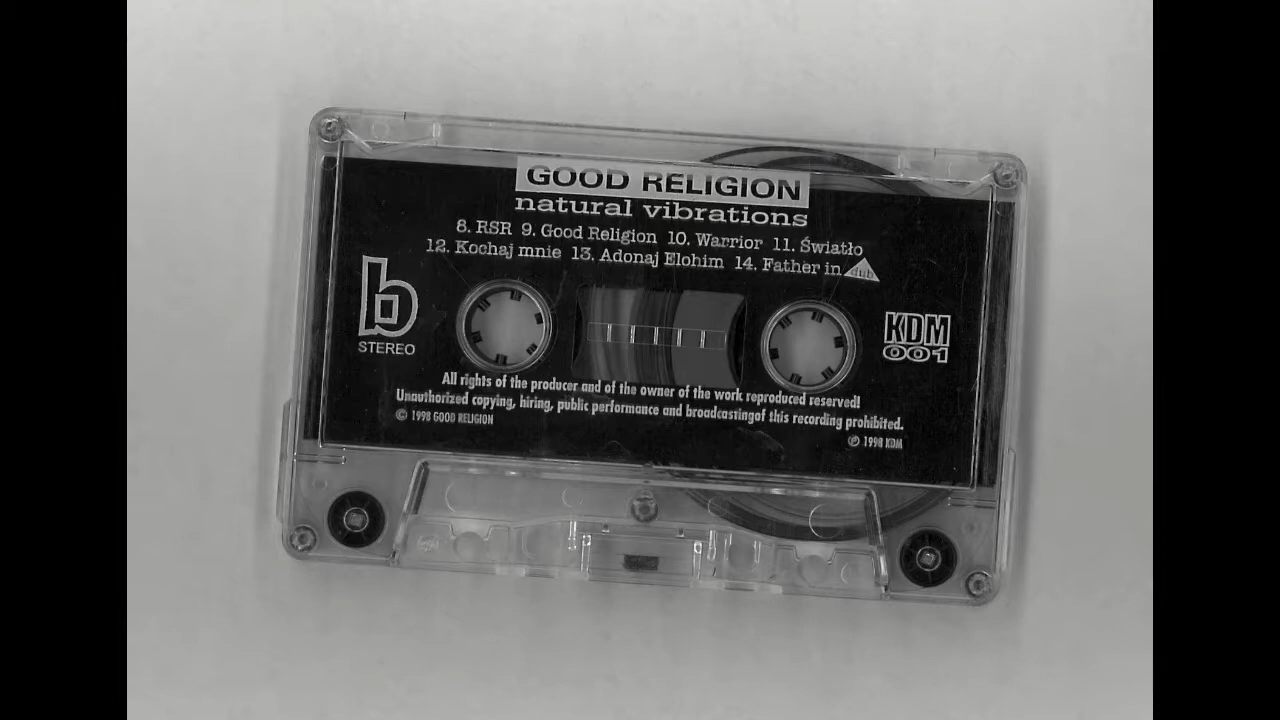 GOOD RELIGION
natural vibrations
8. RSR 9. Good Religion 10. Warrior 11. Światło
12. Kochaj mnie 13. Adonaj Elohim 14. Father in dub
b
STEREO
KDM
001
All rights of the producer and of the owner of the work reproduced reserved!
Unauthorized copying, hiring, public performance and broadcastingof this recording prohibited.
© 1998 GOOD RELIGION
℗ 1998 KDM